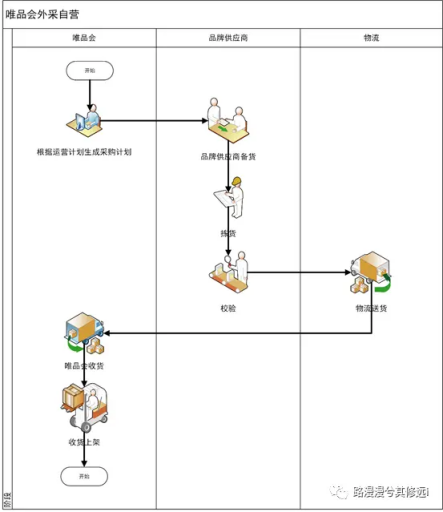 唯品会外采自营
唯品会 品牌供应商 物流
开始
根据运营计划生成采购计划
品牌供应商备货
拣货
校验
物流送货
唯品会收货
收货上架
开始
阶段
路漫漫兮其修远i